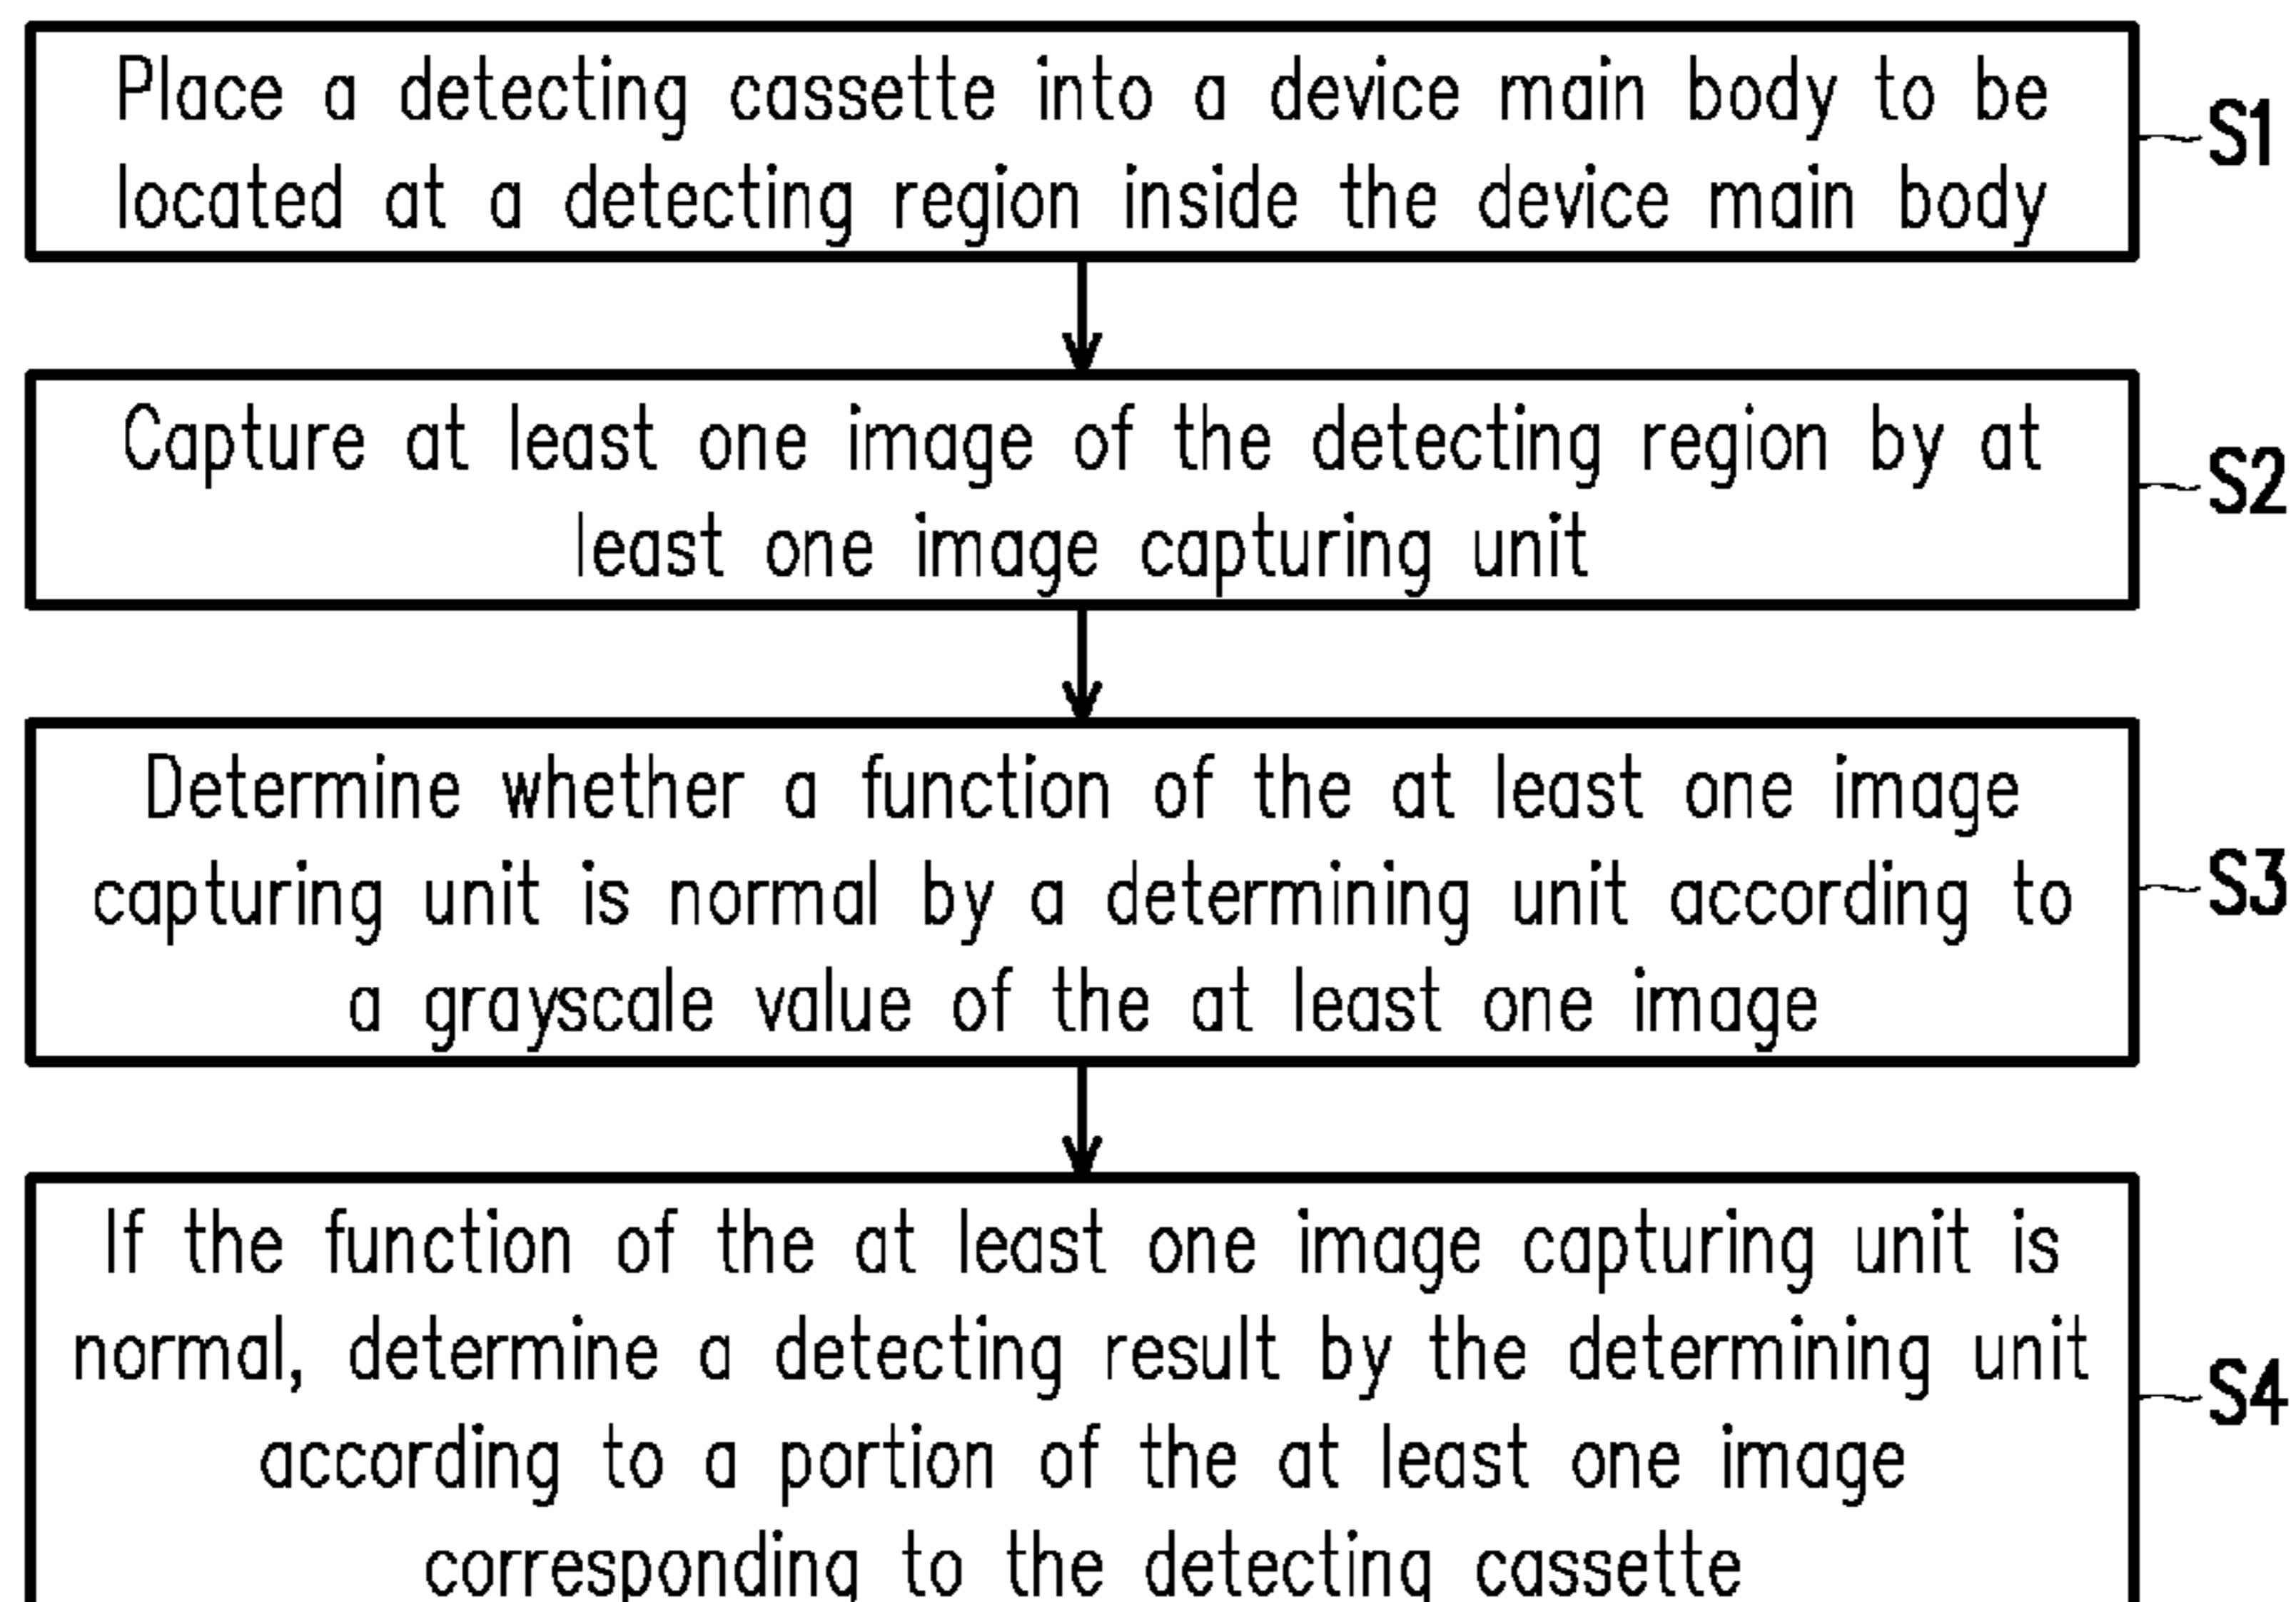 Place a detecting cassette into a device main body to be
located at a detecting region inside the device main body
S1
Capture at least one image of the detecting region by at
least one image capturing unit
S2
Determine whether a function of the at least one image
capturing unit is normal by a determining unit according to
a grayscale value of the at least one image
S3
If the function of the at least one image capturing unit is
normal, determine a detecting result by the determining unit
according to a portion of the at least one image
corresponding to the detecting cassette
S4